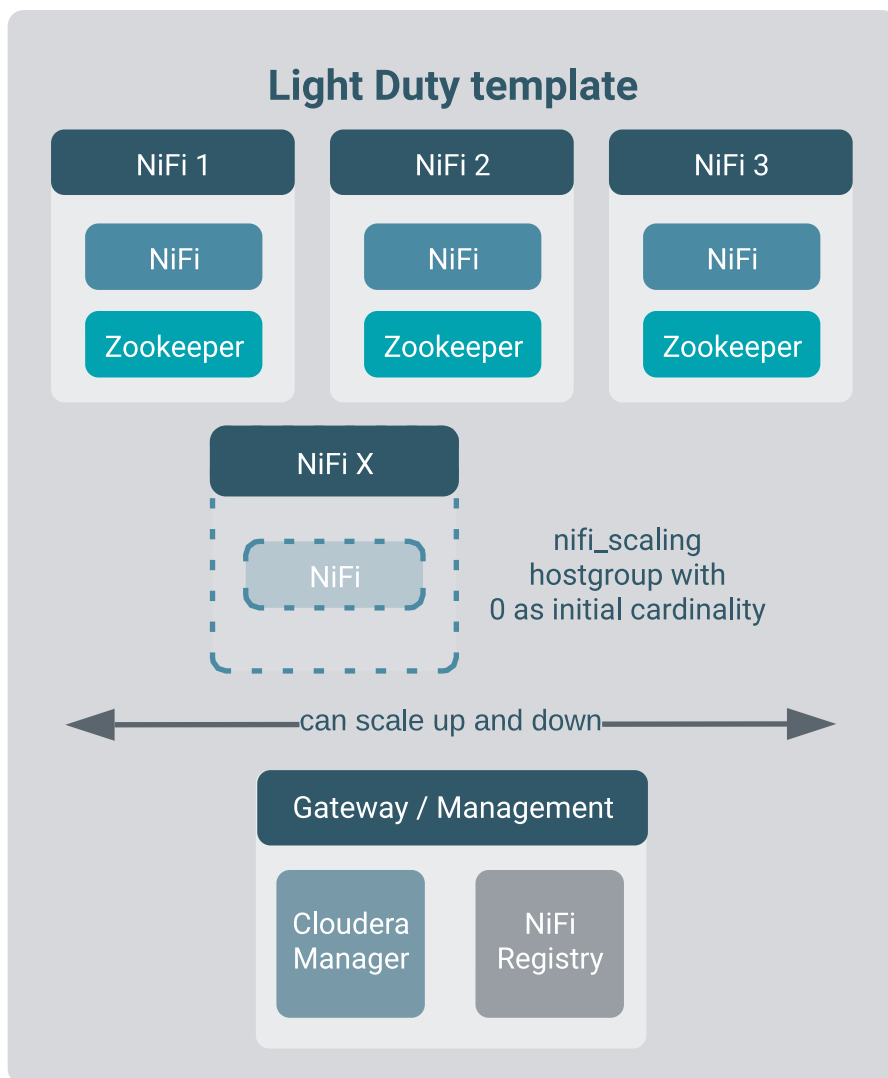 Light Duty template
NiFi 1
NiFi 2
NiFi 3
NiFi
NiFi
NiFi
Zookeeper
Zookeeper
Zookeeper
NiFi X
NiFi
nifi_scaling
hostgroup with
0 as initial cardinality
can scale up and down
Gateway / Management
Cloudera
Manager
NiFi
Registry